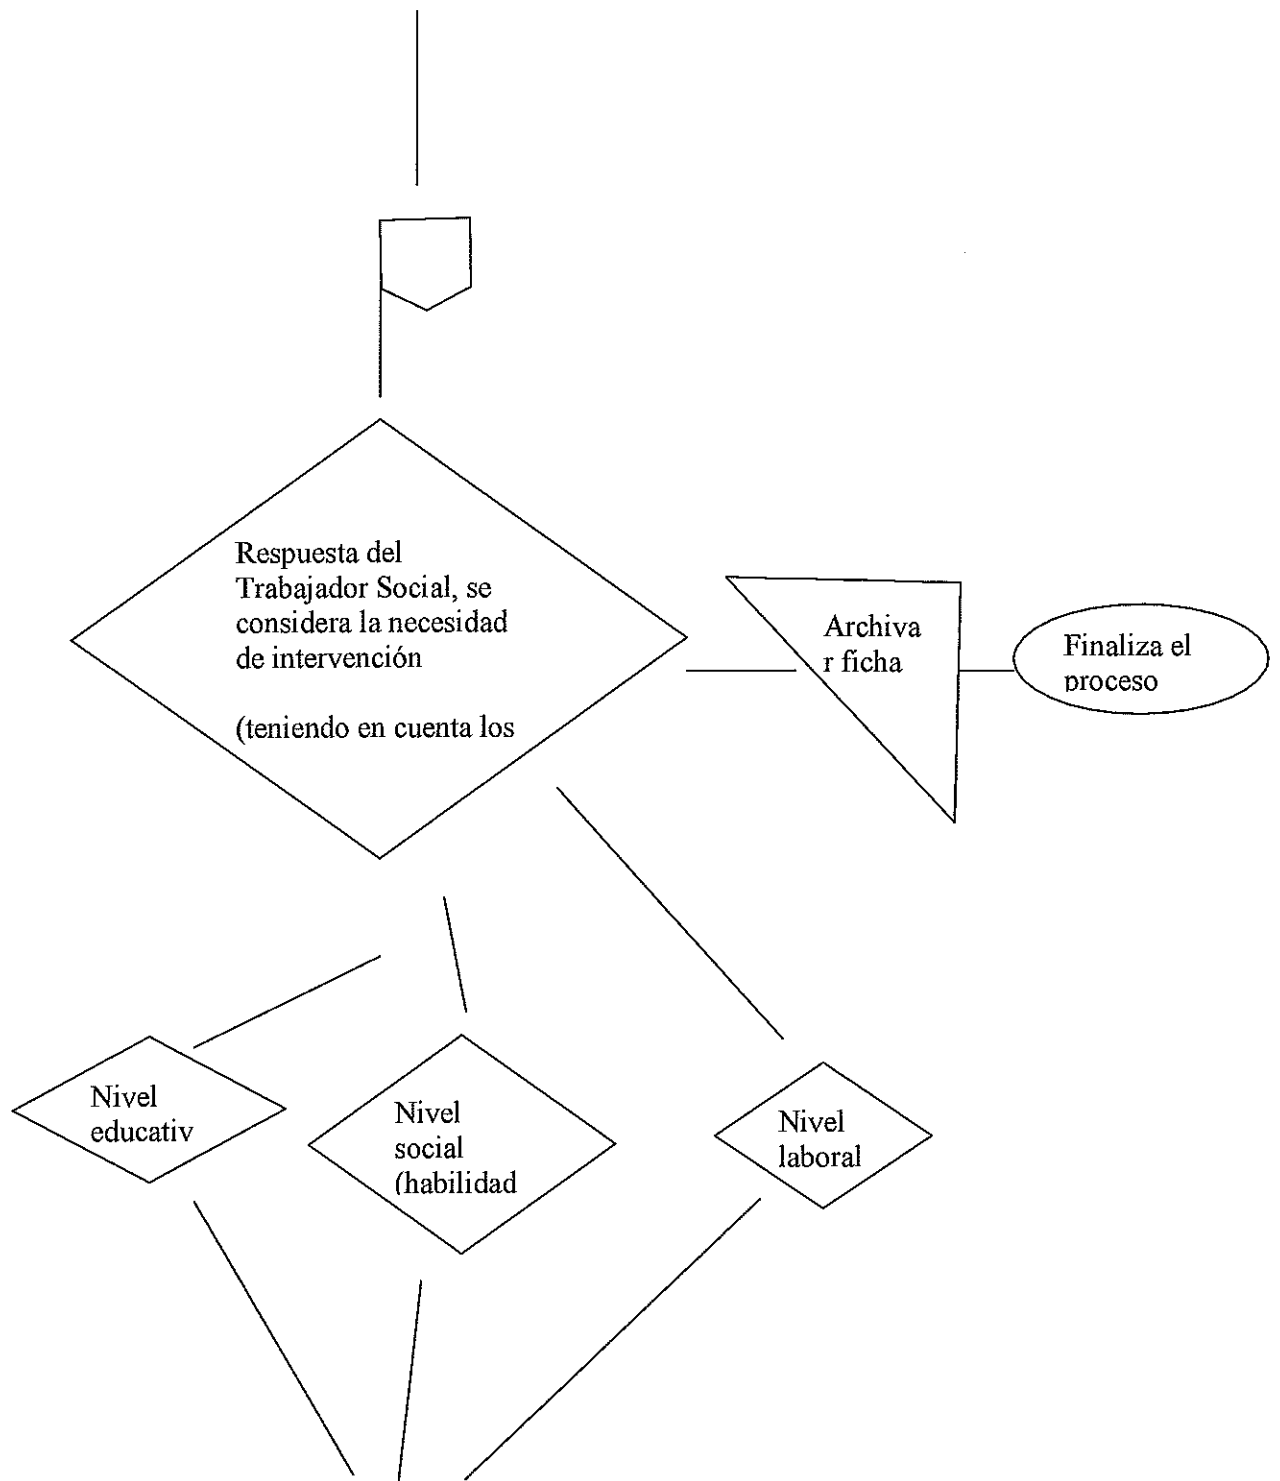 Respuesta del
Trabajador Social, se
considera la necesidad
de intervención
(teniendo en cuenta los
Archiva
r ficha
Finaliza el
proceso
Nivel
educativ
Nivel
social
(habilidad
Nivel
laboral